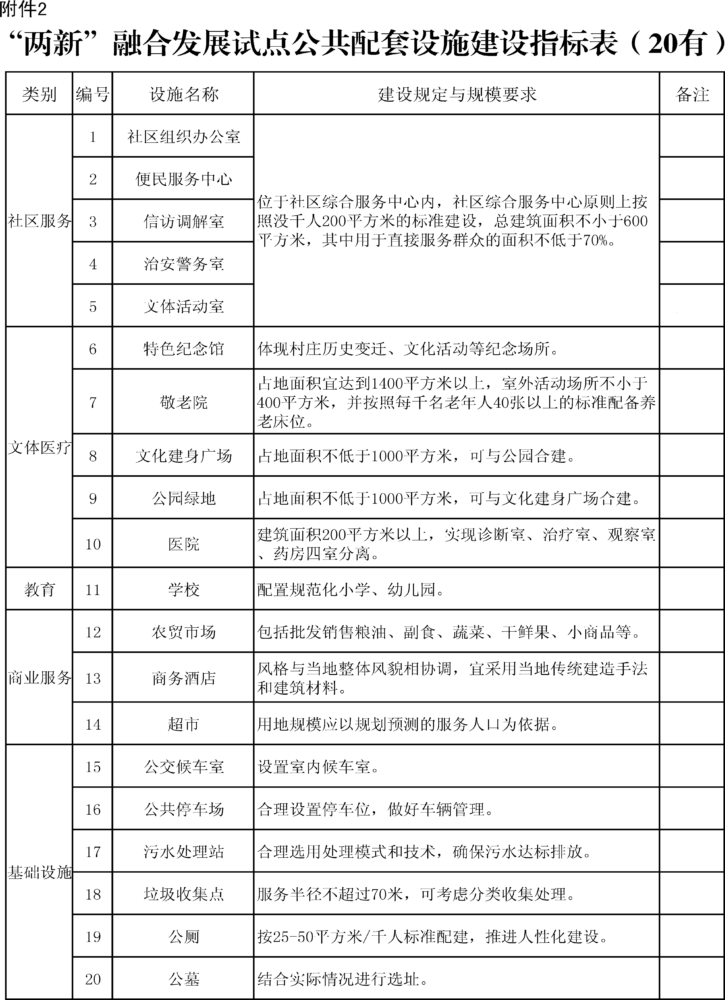 附件2
“两新”融合发展试点公共配套设施建设指标表（20有）
类别 编号 设施名称 建设规定与规模要求 备注
社区服务
1 社区组织办公室
2 便民服务中心
3 信访调解室
4 治安警务室
5 文体活动室
位于社区综合服务中心内，社区综合服务中心原则上按
照没千人200平方米的标准建设，总建筑面积不小于600
平方米，其中用于直接服务群众的面积不低于70%。
文体医疗
6 特色纪念馆 体现村庄历史变迁、文化活动等纪念场所。
7 敬老院
占地面积宜达到1400平方米以上，室外活动场所不小于
400平方米，并按照每千名老年人40张以上的标准配备养
老床位。
8 文化建身广场 占地面积不低于1000平方米，可与公园合建。
9 公园绿地 占地面积不低于1000平方米，可与文化建身广场合建。
10 医院
建筑面积200平方米以上，实现诊断室、治疗室、观察室
、药房四室分离。
教育 11 学校 配置规范化小学、幼儿园。
商业服务
12 农贸市场 包括批发销售粮油、副食、蔬菜、干鲜果、小商品等。
13 商务酒店
风格与当地整体风貌相协调，宜采用当地传统建造手法
和建筑材料。
14 超市 用地规模应以规划预测的服务人口为依据。
基础设施
15 公交候车室 设置室内候车室。
16 公共停车场 合理设置停车位，做好车辆管理。
17 污水处理站 合理选用处理模式和技术，确保污水达标排放。
18 垃圾收集点 服务半径不超过70米，可考虑分类收集处理。
19 公厕 按25-50平方米/千人标准配建，推进人性化建设。
20 公墓 结合实际情况进行选址。